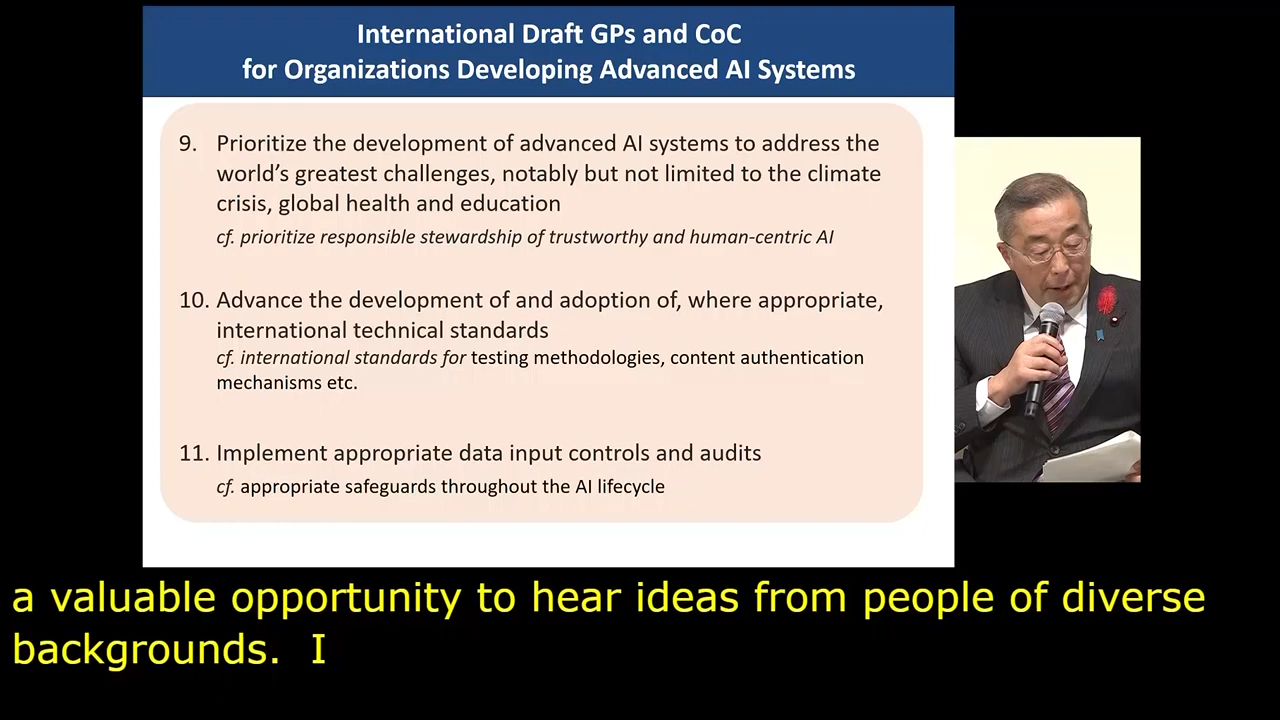 International Draft GPs and CoC
for Organizations Developing Advanced AI Systems
9. Prioritize the development of advanced AI systems to address the
world’s greatest challenges, notably but not limited to the climate
crisis, global health and education
cf. prioritize responsible stewardship of trustworthy and human-centric AI
10. Advance the development of and adoption of, where appropriate,
international technical standards
cf. international standards for testing methodologies, content authentication
mechanisms etc.
11. Implement appropriate data input controls and audits
cf. appropriate safeguards throughout the AI lifecycle
a valuable opportunity to hear ideas from people of diverse
backgrounds.  I